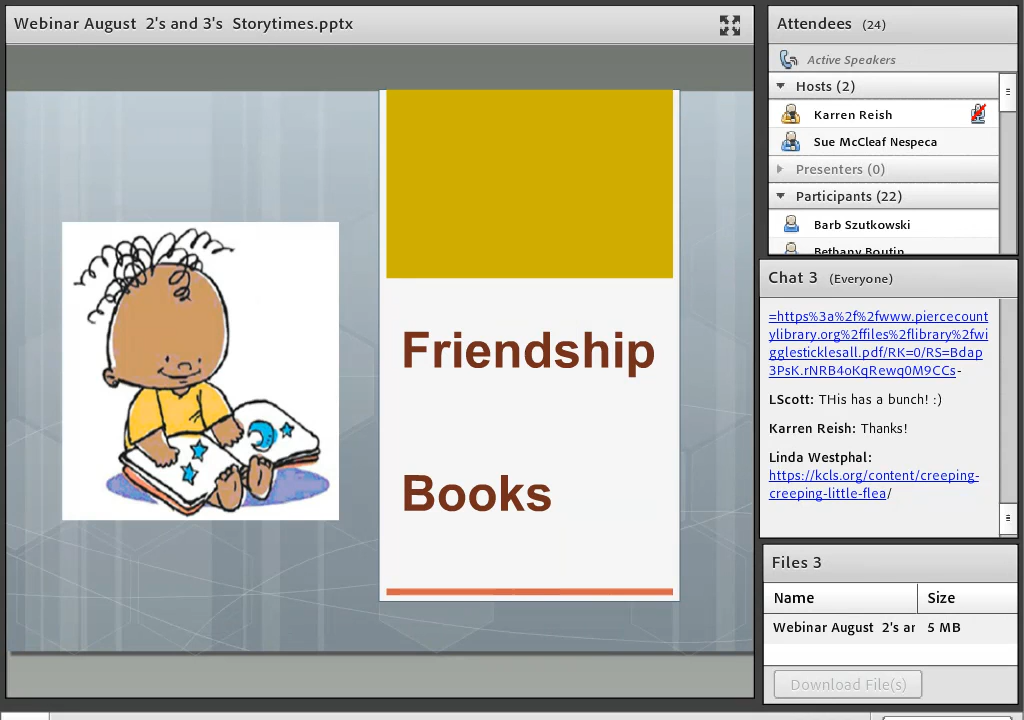 Webinar August  2's and 3's  Storytimes.pptx
Friendship
Books
Attendees (24)
Active Speakers
Hosts (2)
Karren Reish
Sue McCleaf Nespeca
Presenters (0)
Participants (22)
Barb Szutkowski
Bethany Boutin
Chat 3 (Everyone)
=https%3a%2f%2fwww.piercecount
ylibrary.org%2ffiles%2flibrary%2fwi
gglesticklesall.pdf/RK=0/RS=Bdap
3PsK.rNRB4oKqRewq0M9CCs-
LScott: THis has a bunch! :)
Karren Reish: Thanks!
Linda Westphal:
https://kcls.org/content/creeping-
creeping-little-flea/
Files 3
Name Size
Webinar August  2's ar 5 MB
Download File(s)